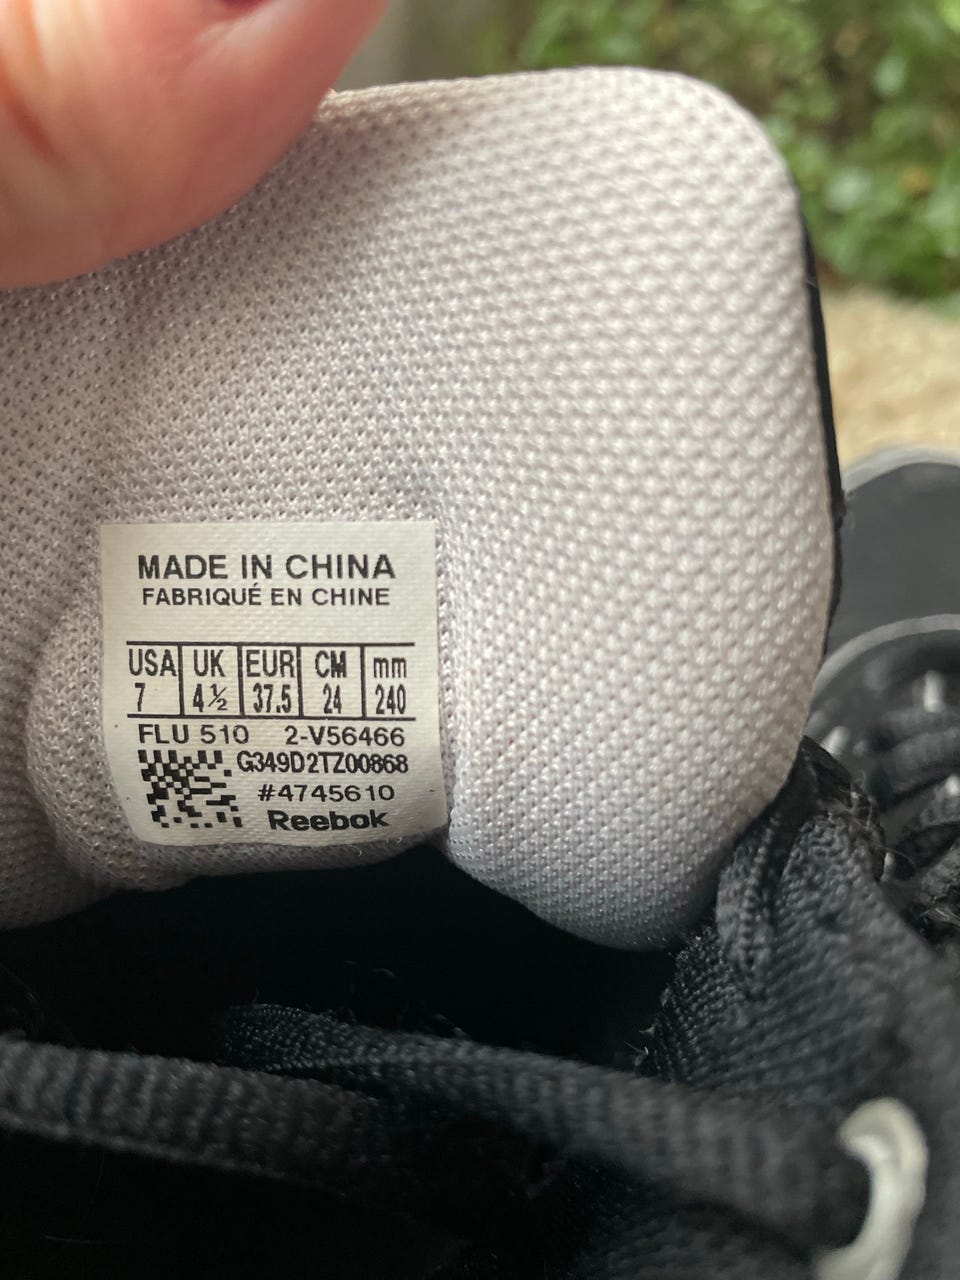 MADE IN CHINA
FABRIQUÉ EN CHINE
USA UK EUR CM mm
7 4½ 37.5 24 240
FLU 510 2-V56466
G349D2TZ00868
#4745610
Reebok